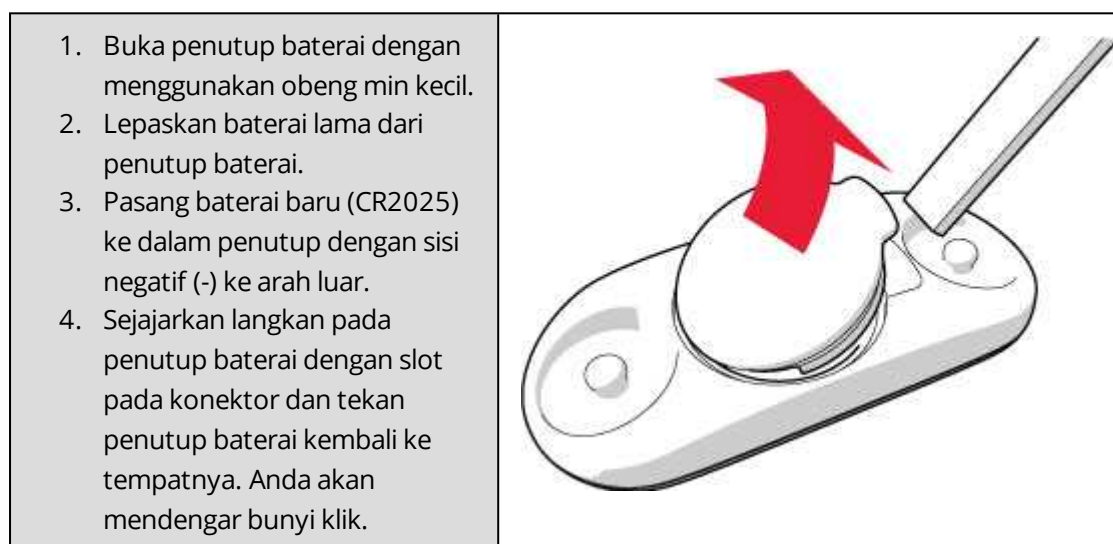 1. Buka penutup baterai dengan
menggunakan obeng min kecil.
2. Lepaskan baterai lama dari
penutup baterai.
3. Pasang baterai baru (CR2025)
ke dalam penutup dengan sisi
negatif (-) ke arah luar.
4. Sejajarkan langkan pada
penutup baterai dengan slot
pada konektor dan tekan
penutup baterai kembali ke
tempatnya. Anda akan
mendengar bunyi klik.